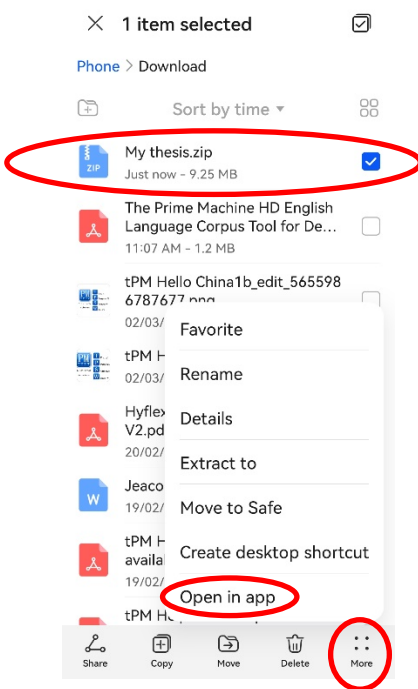 1 item selected
Phone > Download
Sort by time
ZIP
My thesis.zip
Just now - 9.25 MB
The Prime Machine HD English
Language Corpus Tool for De...
11:07 AM - 1.2 MB
tPM Hello China1b_edit_565598
6787677.png
02/03/
tPM H
02/03/
Hyflex
V2.pd
20/02/
W
Jeaco
19/02/
tPM H
availa
19/02/
tPM H
Favorite
Rename
Details
Extract to
Move to Safe
Create desktop shortcut
Open in app
Share
Copy
Move
Delete
More